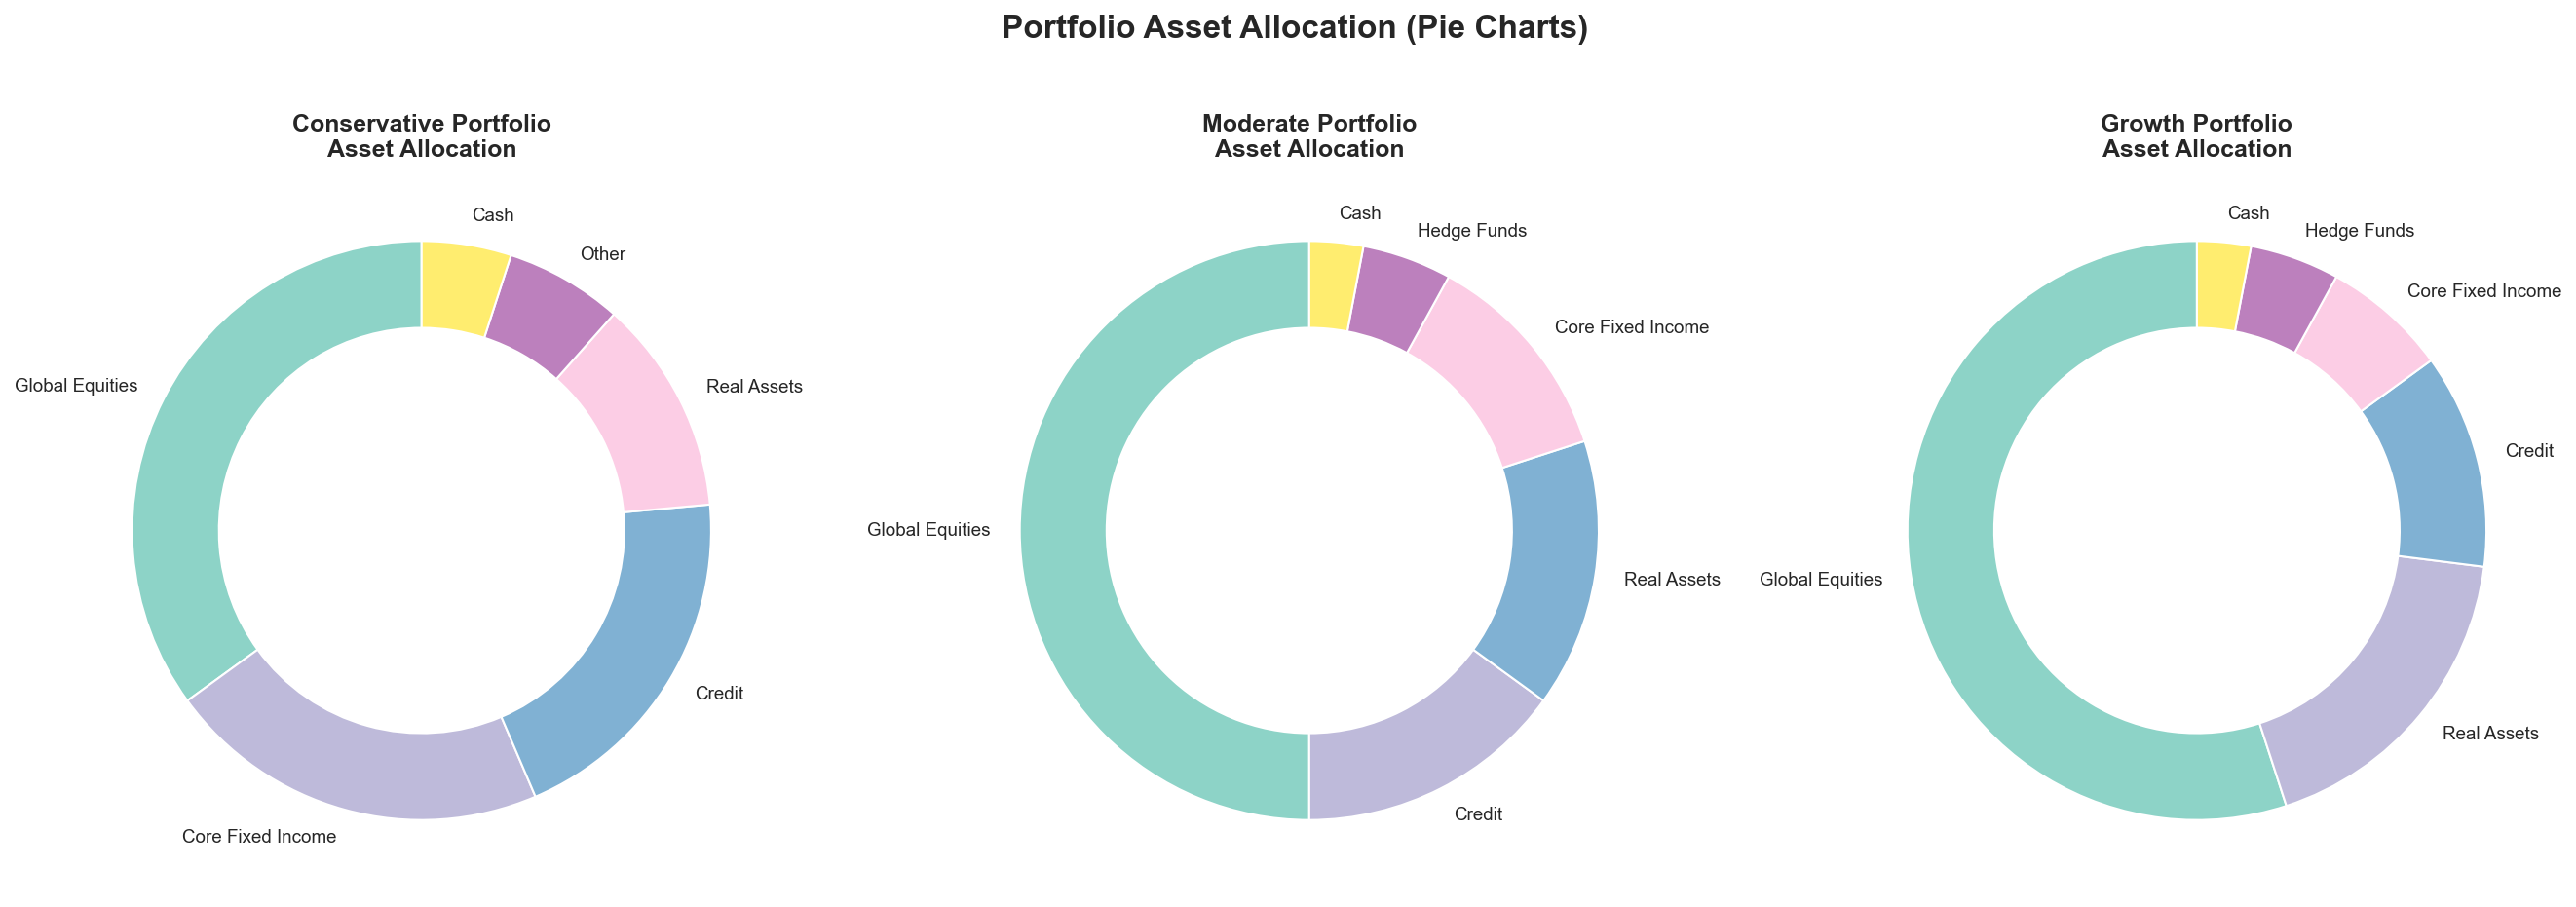 Portfolio Asset Allocation (Pie Charts)
Conservative Portfolio
Asset Allocation
Cash
Other
Global Equities
Real Assets
Credit
Core Fixed Income
Moderate Portfolio
Asset Allocation
Cash
Hedge Funds
Core Fixed Income
Global Equities
Real Assets
Credit
Growth Portfolio
Asset Allocation
Cash
Hedge Funds
Core Fixed Income
Credit
Global Equities
Real Assets